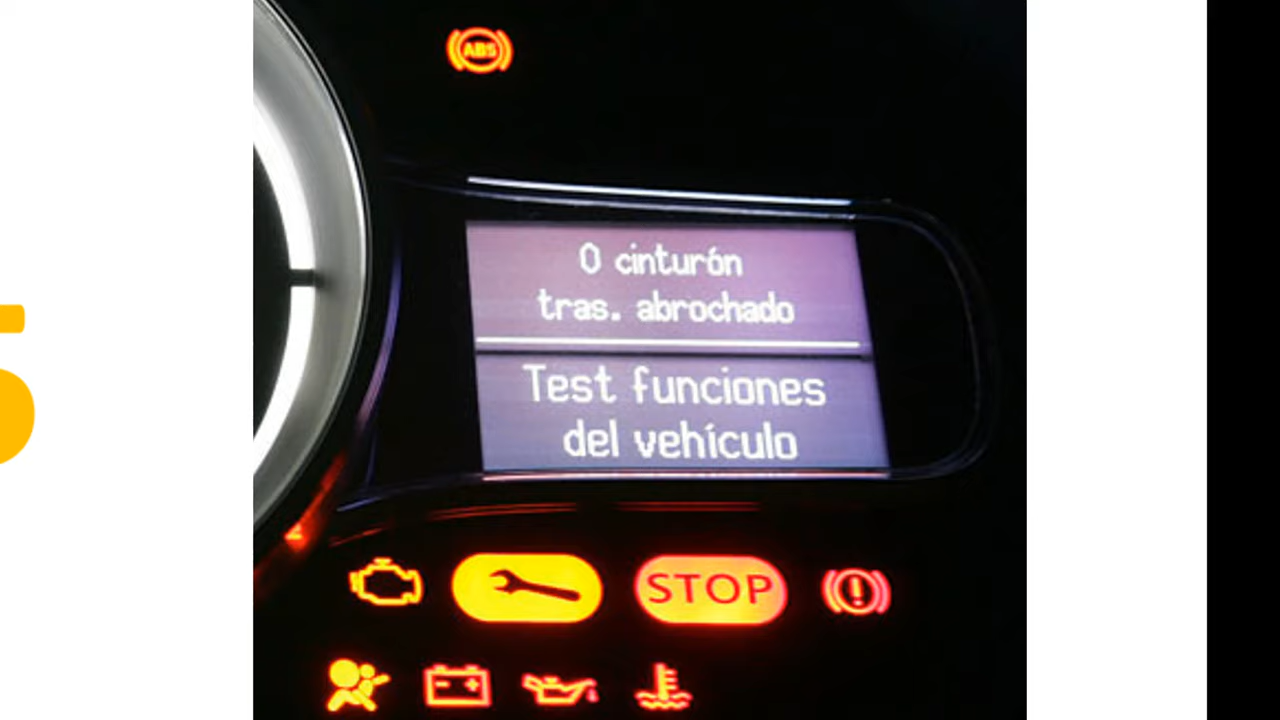 ABS
0 cinturón
tras. abrochado
Test funciones
del vehículo
STOP